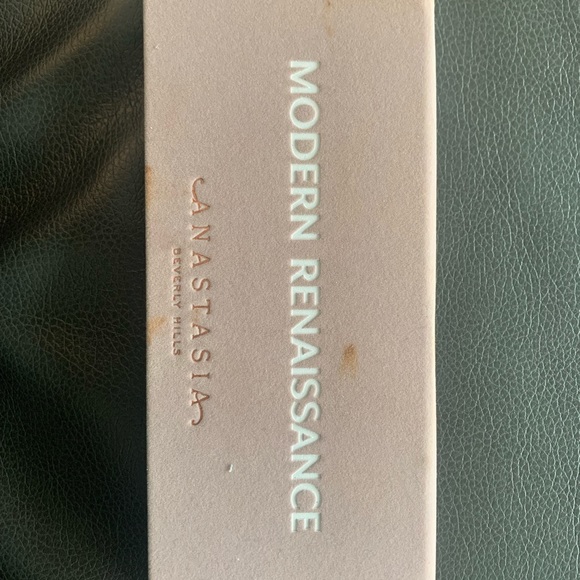 MODERN RENAISSANCE
ANASTASIA
BEVERLY HILLS